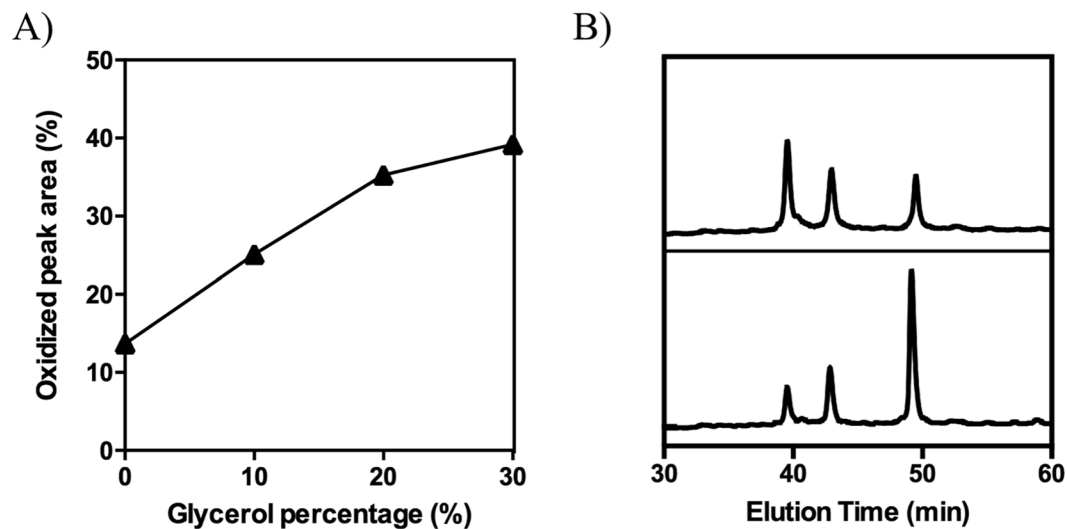 A)
50
40
30
20
10
0
Oxidized peak area (%)
0 10 20 30
Glycerol percentage (%)
B)
30 40 50 60
Elution Time (min)